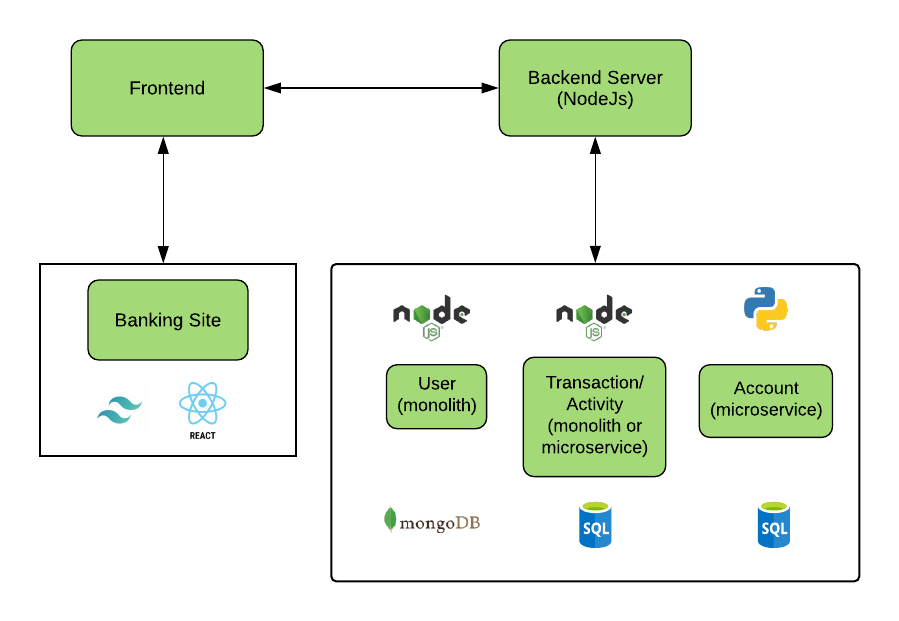 Frontend
Backend Server
(NodeJs)
Banking Site
REACT
node
JS
node
JS
User
(monolith)
Transaction/
Activity
(monolith or
microservice)
Account
(microservice)
mongoDB
SQL
SQL